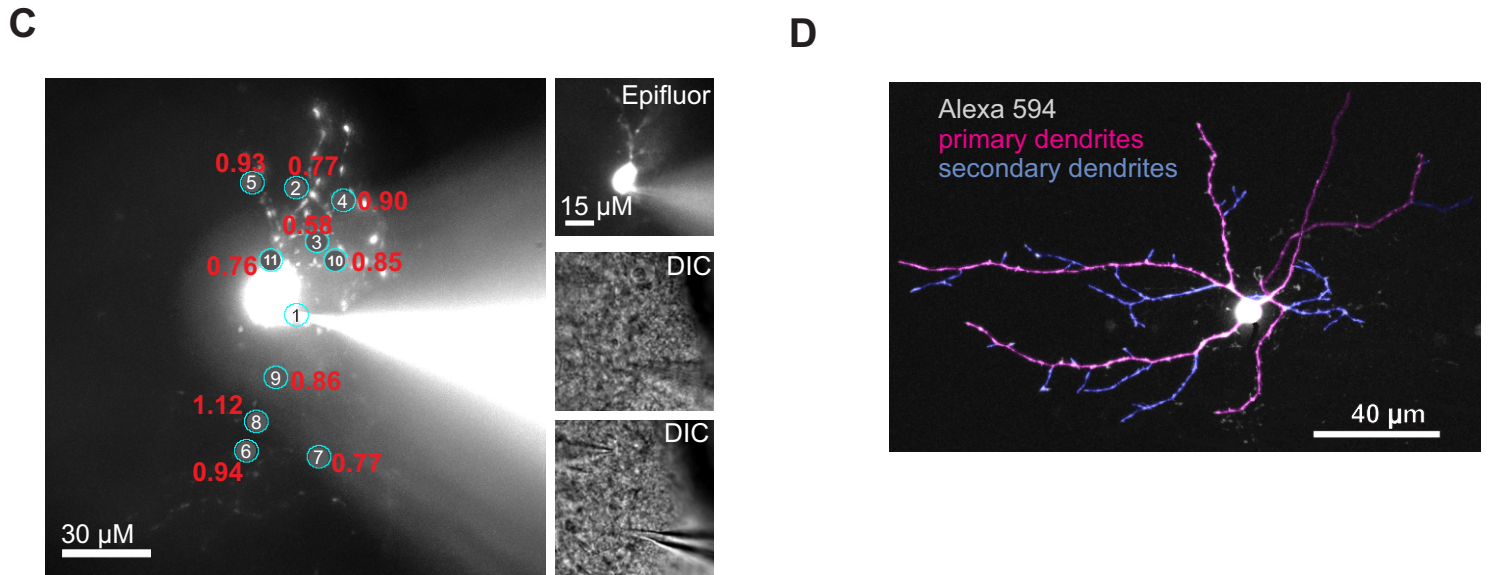 C
D
Epifluor
15 µM
DIC
DIC
0.93
0.77
5
2
4
0.90
0.58
3
0.76
11
10
0.85
1
9
0.86
1.12
8
6
7
0.77
0.94
30 µM
Alexa 594
primary dendrites
secondary dendrites
40 µm